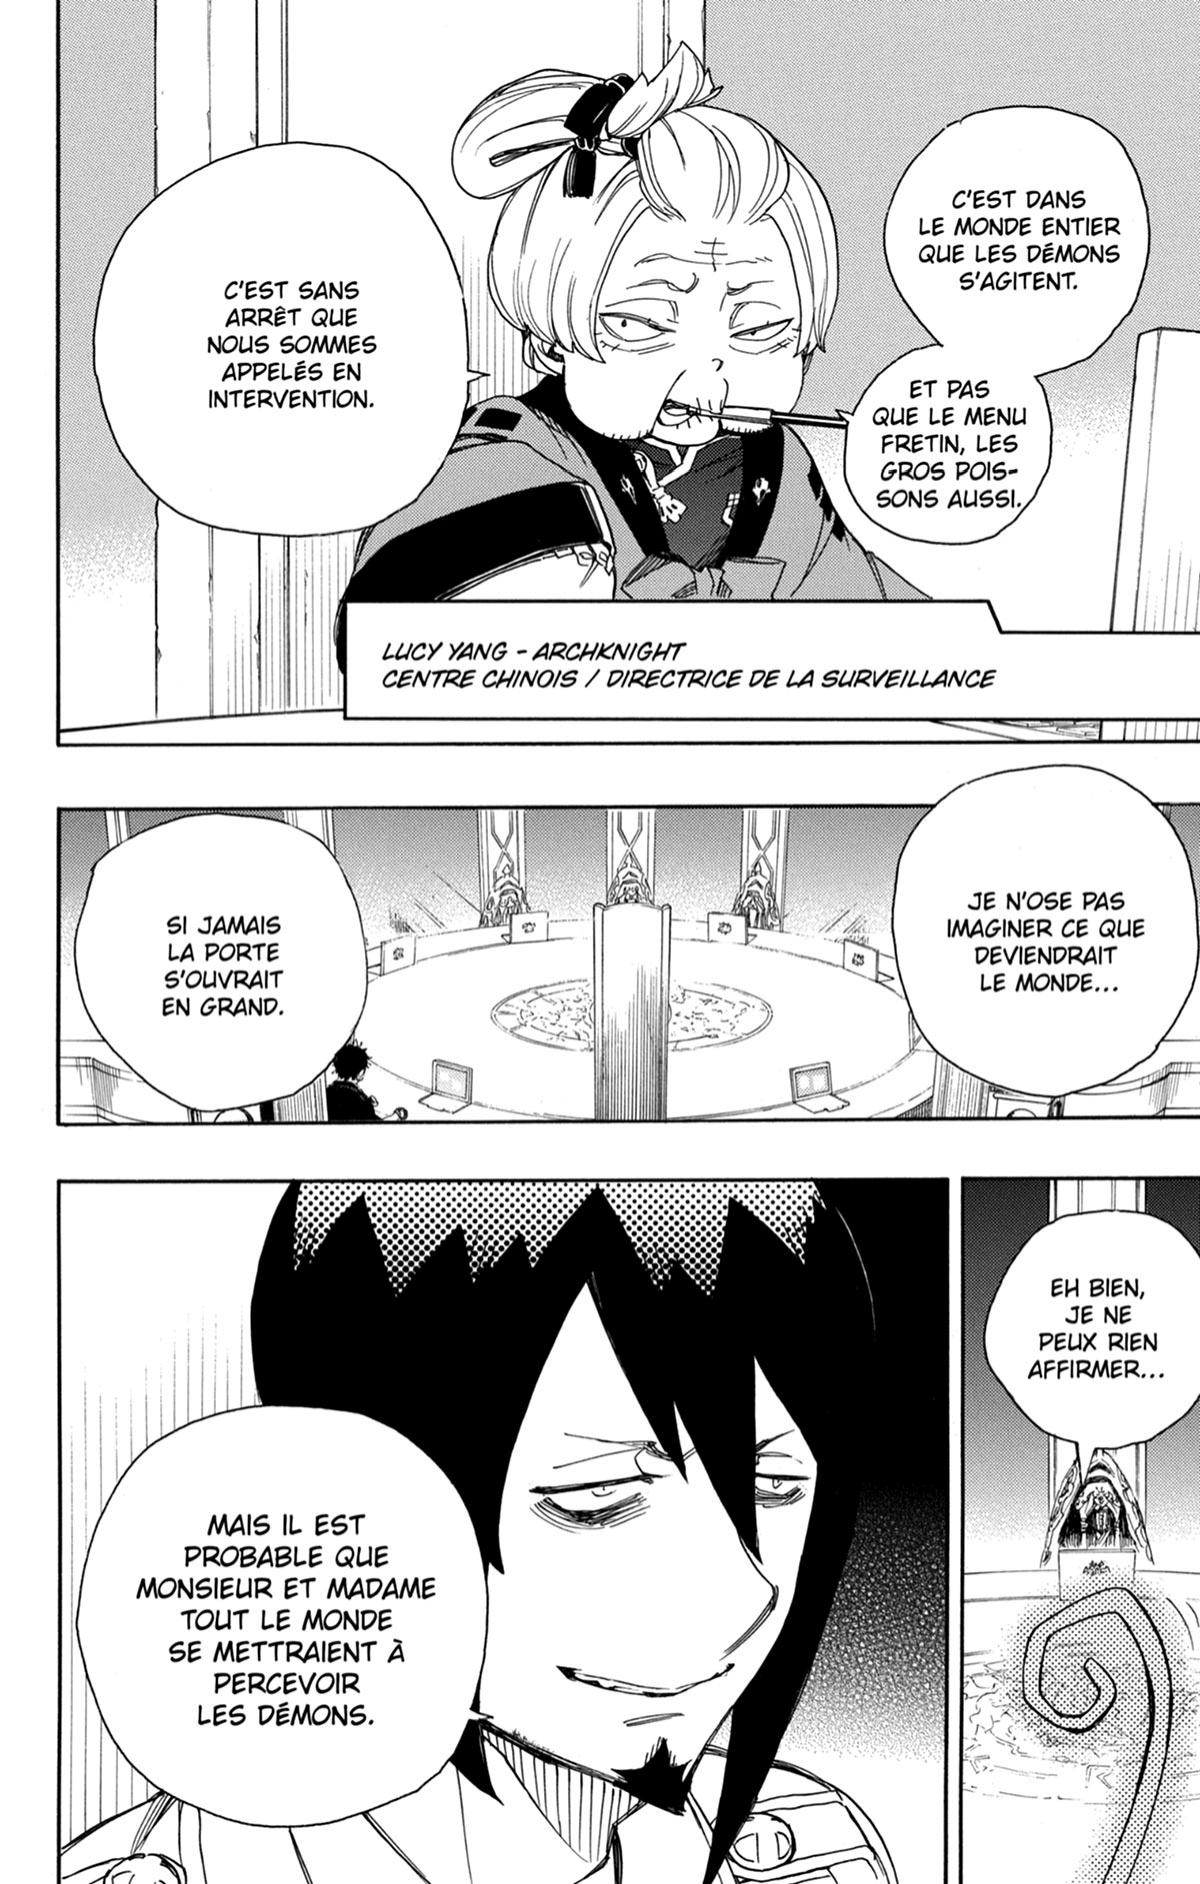 C'EST DANS
LE MONDE ENTIER
QUE LES DÉMONS
S'AGITENT.
ET PAS
QUE LE MENU
FRETIN, LES
GROS POIS-
SONS AUSSI.
C'EST SANS
ARRÊT QUE
NOUS SOMMES
APPELÉS EN
INTERVENTION.
LUCY YANG - ARCHKNIGHT
CENTRE CHINOIS / DIRECTRICE DE LA SURVEILLANCE
JE N'OSE PAS
IMAGINER CE QUE
DEVIENDRAIT
LE MONDE...
SI JAMAIS
LA PORTE
S'OUVRAIT
EN GRAND.
EH BIEN,
JE NE
PEUX RIEN
AFFIRMER...
MAIS IL EST
PROBABLE QUE
MONSIEUR ET MADAME
TOUT LE MONDE
SE METTRAIENT À
PERCEVOIR
LES DÉMONS.